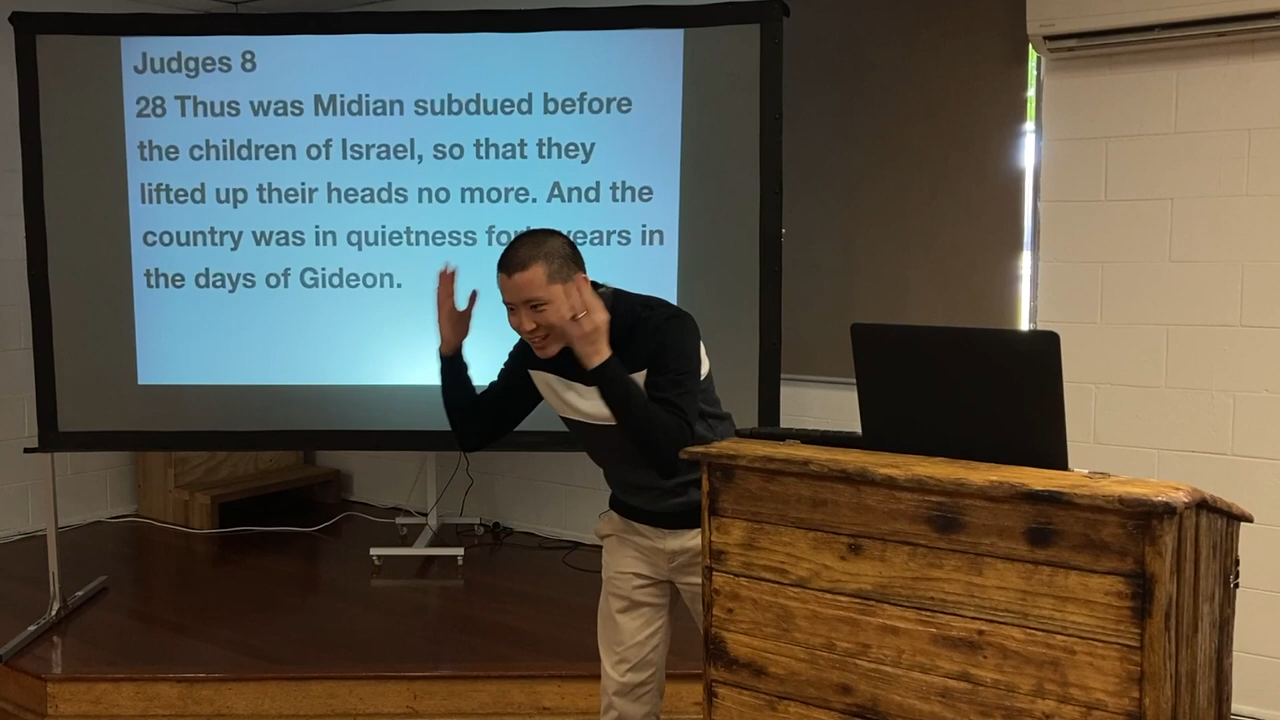 Judges 8
28 Thus was Midian subdued before
the children of Israel, so that they
lifted up their heads no more. And the
country was in quietness years in
the days of Gideon.